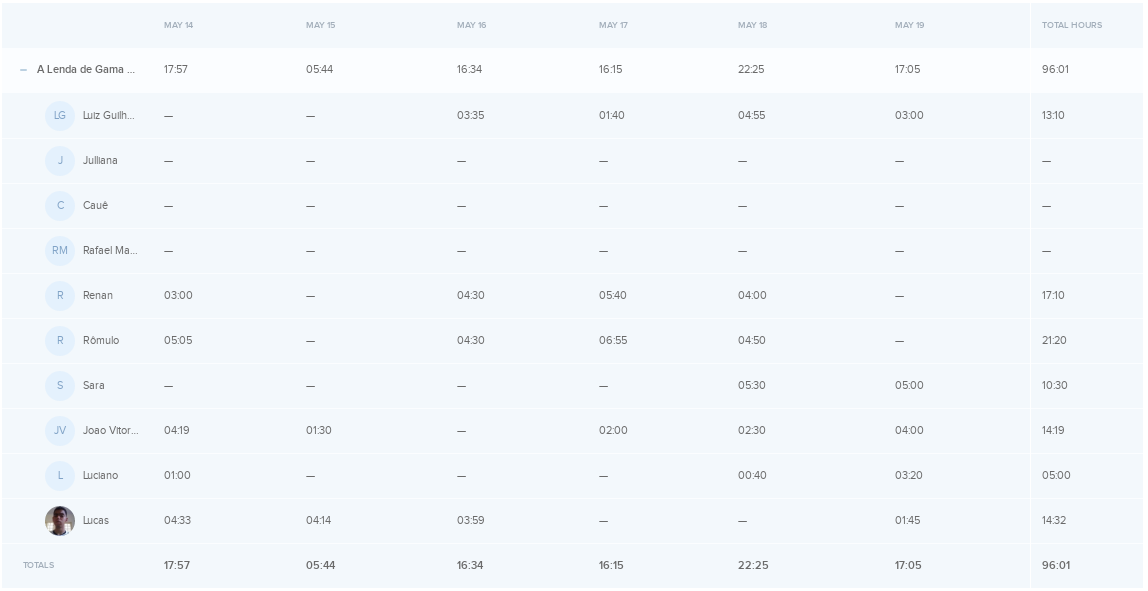 MAY 14 MAY 15 MAY 16 MAY 17 MAY 18 MAY 19 TOTAL HOURS
– A Lenda de Gama ... 17:57 05:44 16:34 16:15 22:25 17:05 96:01
LG Luiz Guilh... — — 03:35 01:40 04:55 03:00 13:10
J Julliana — — — — — — —
C Cauê — — — — — — —
RM Rafael Ma... — — — — — — —
R Renan 03:00 — 04:30 05:40 04:00 — 17:10
R Rômulo 05:05 — 04:30 06:55 04:50 — 21:20
S Sara — — — — 05:30 05:00 10:30
JV Joao Vitor... 04:19 01:30 — 02:00 02:30 04:00 14:19
L Luciano 01:00 — — — 00:40 03:20 05:00
Lucas 04:33 04:14 03:59 — — 01:45 14:32
TOTALS 17:57 05:44 16:34 16:15 22:25 17:05 96:01